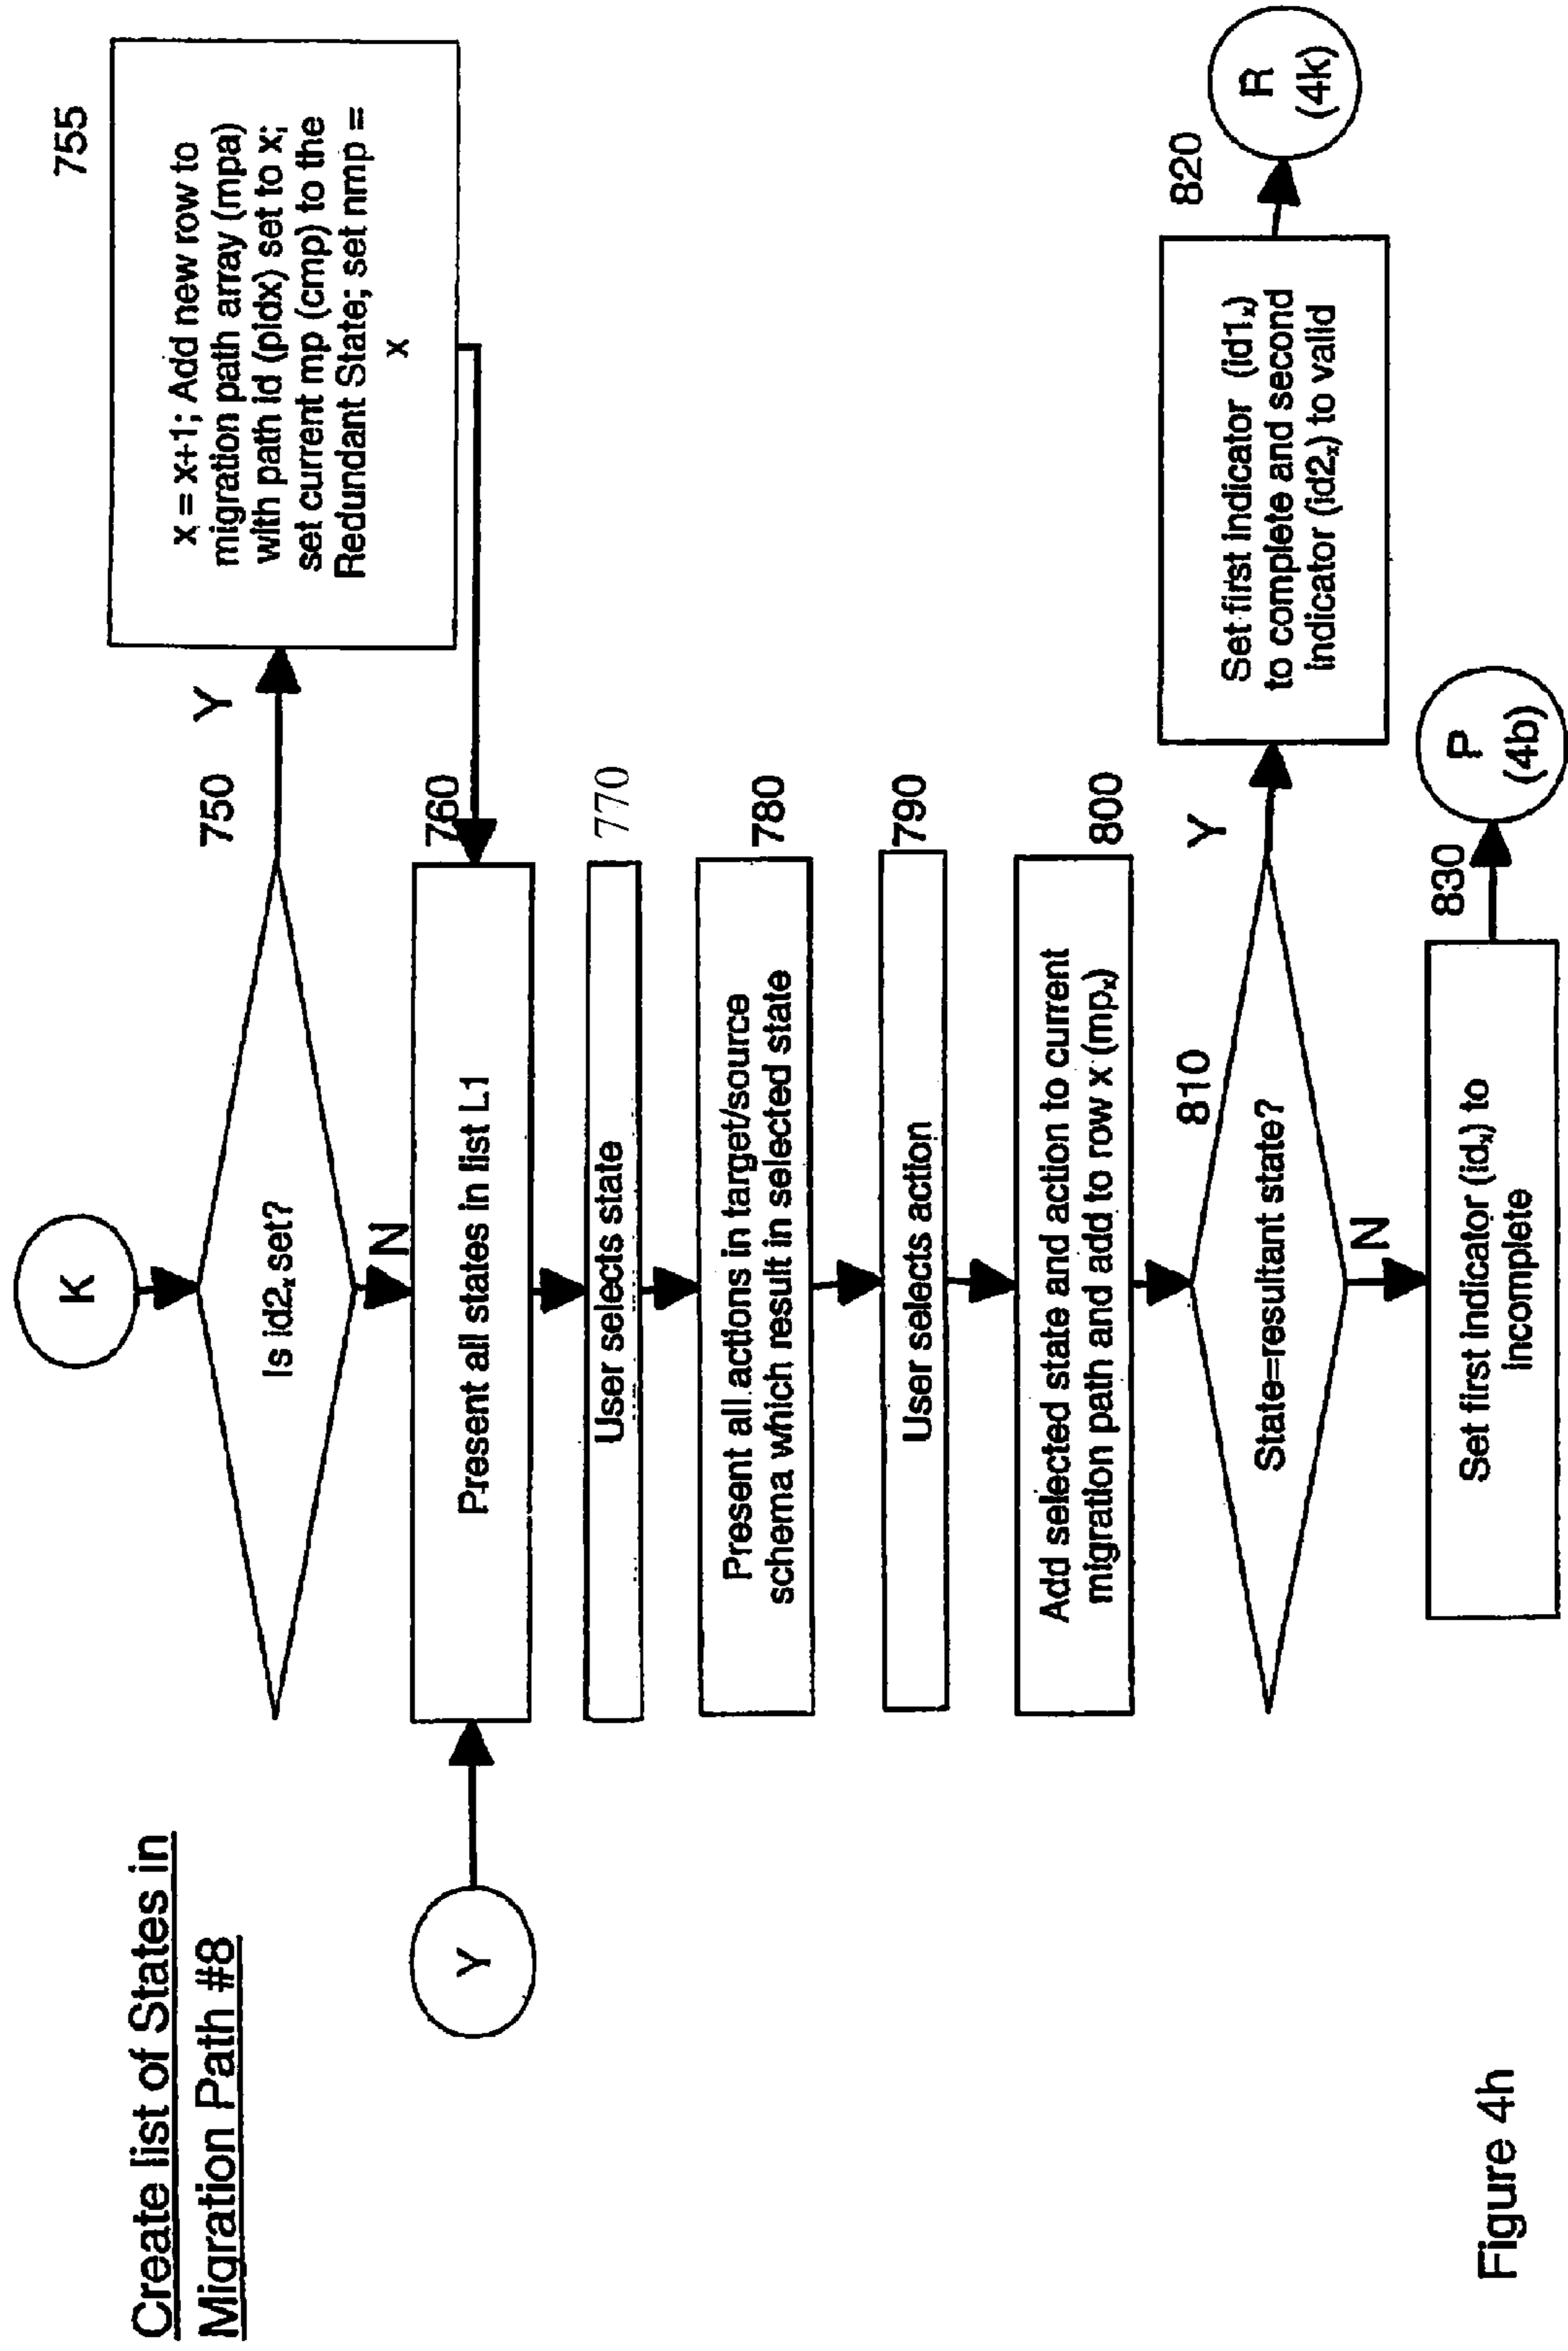 Create list of States in
Migration Path #8
K
Is id2ₓ set?
750
Y
755
x = x+1; Add new row to
migration path array (mpa)
with path id (pidx) set to x;
set current mp (cmp) to the
Redundant State; set nmp =
x
N
Y
760
Present all states in list L1
770
User selects state
780
Present all actions in target/source
schema which result in selected state
790
User selects action
800
Add selected state and action to current
migration path and add to row x (mpₓ)
810
State=resultant state?
Y
820
Set first indicator (id1ₓ)
to complete and second
indicator (id2ₓ) to valid
R
(4k)
N
830
Set first indicator (idₓ) to
incomplete
P
(4b)
Figure 4h